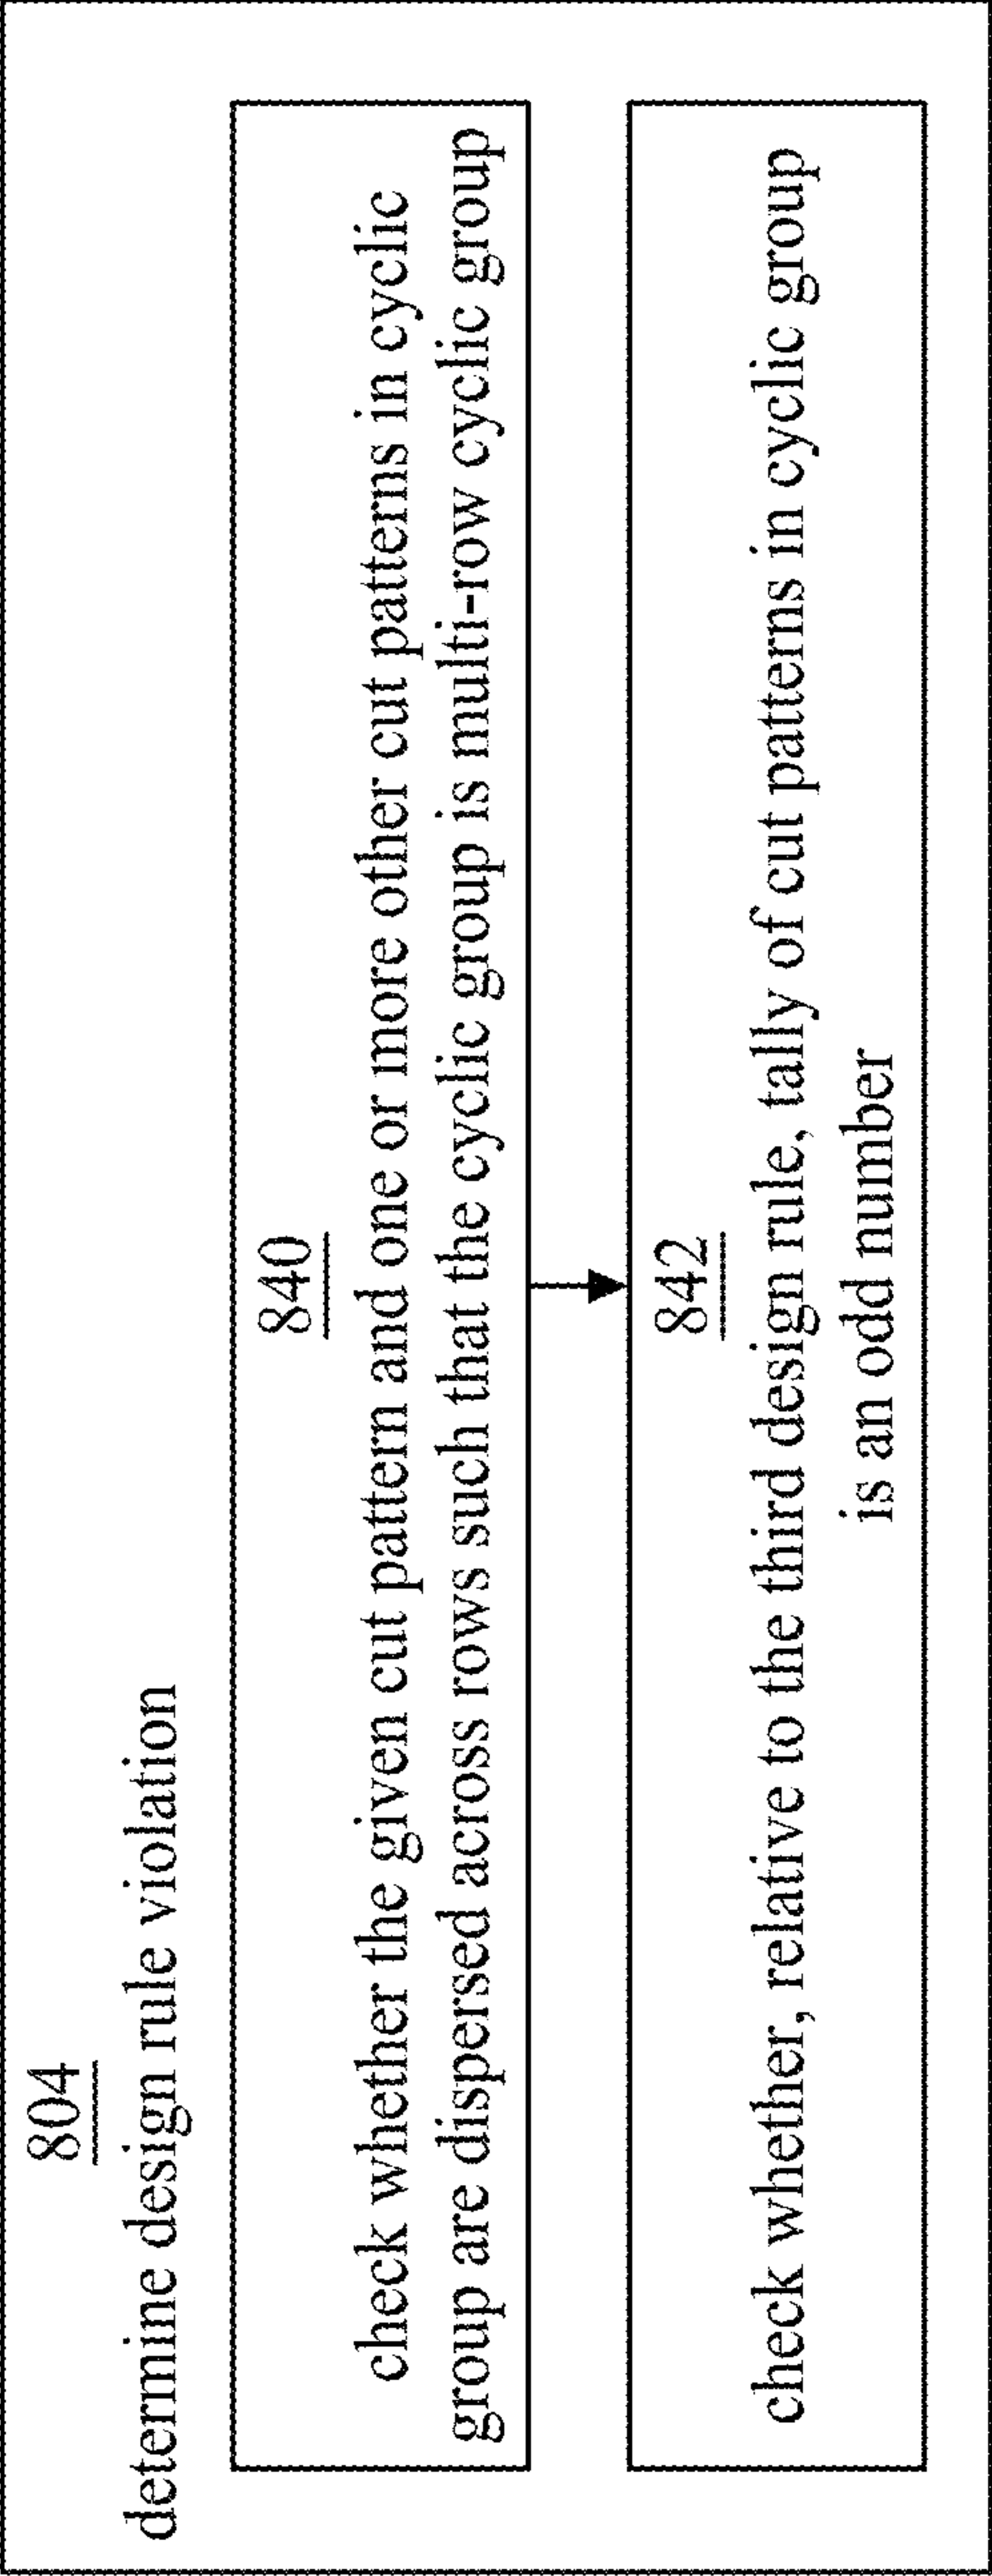 804
determine design rule violation
840
check whether the given cut pattern and one or more other cut patterns in cyclic
group are dispersed across rows such that the cyclic group is multi-row cyclic group
842
check whether, relative to the third design rule, tally of cut patterns in cyclic group
is an odd number